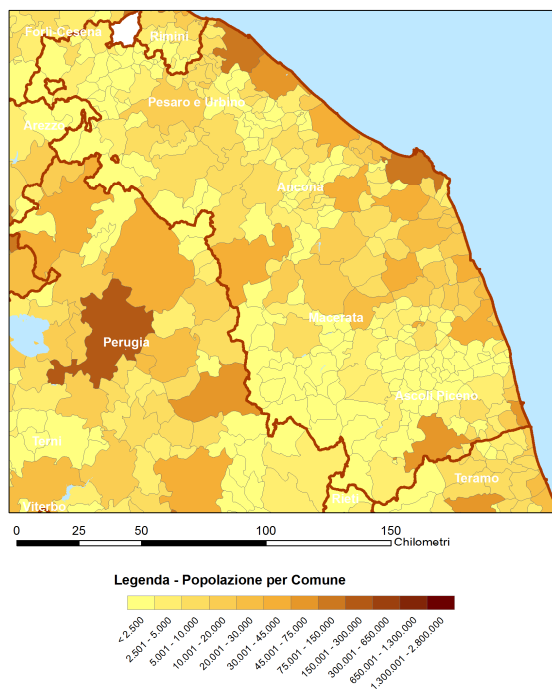 Forlì-Cesena
Rimini
Pesaro e Urbino
Arezzo
Ancona
Macerata
Perugia
Ascoli Piceno
Terni
Teramo
Rieti
Viterbo
0 25 50 100 150
Chilometri
Legenda - Popolazione per Comune
<2.500
2.501 - 5.000
5.001 - 10.000
10.001 - 20.000
20.001 - 30.000
30.001 - 45.000
45.001 - 75.000
75.001 - 150.000
150.001 - 300.000
300.001 - 650.000
650.001 - 1.300.000
1.300.001 - 2.800.000